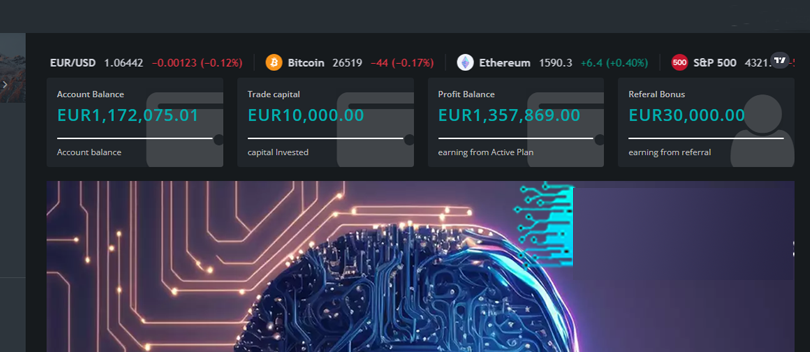 EUR/USD 1.06442 −0.00123 (−0.12%) Bitcoin 26519 −44 (−0.17%) Ethereum 1590.3 +6.4 (+0.40%) 500 S&P 500 4321.
Account Balance
EUR1,172,075.01
Account balance
Trade capital
EUR10,000.00
capital Invested
Profit Balance
EUR1,357,869.00
earning from Active Plan
Referal Bonus
EUR30,000.00
earning from referral